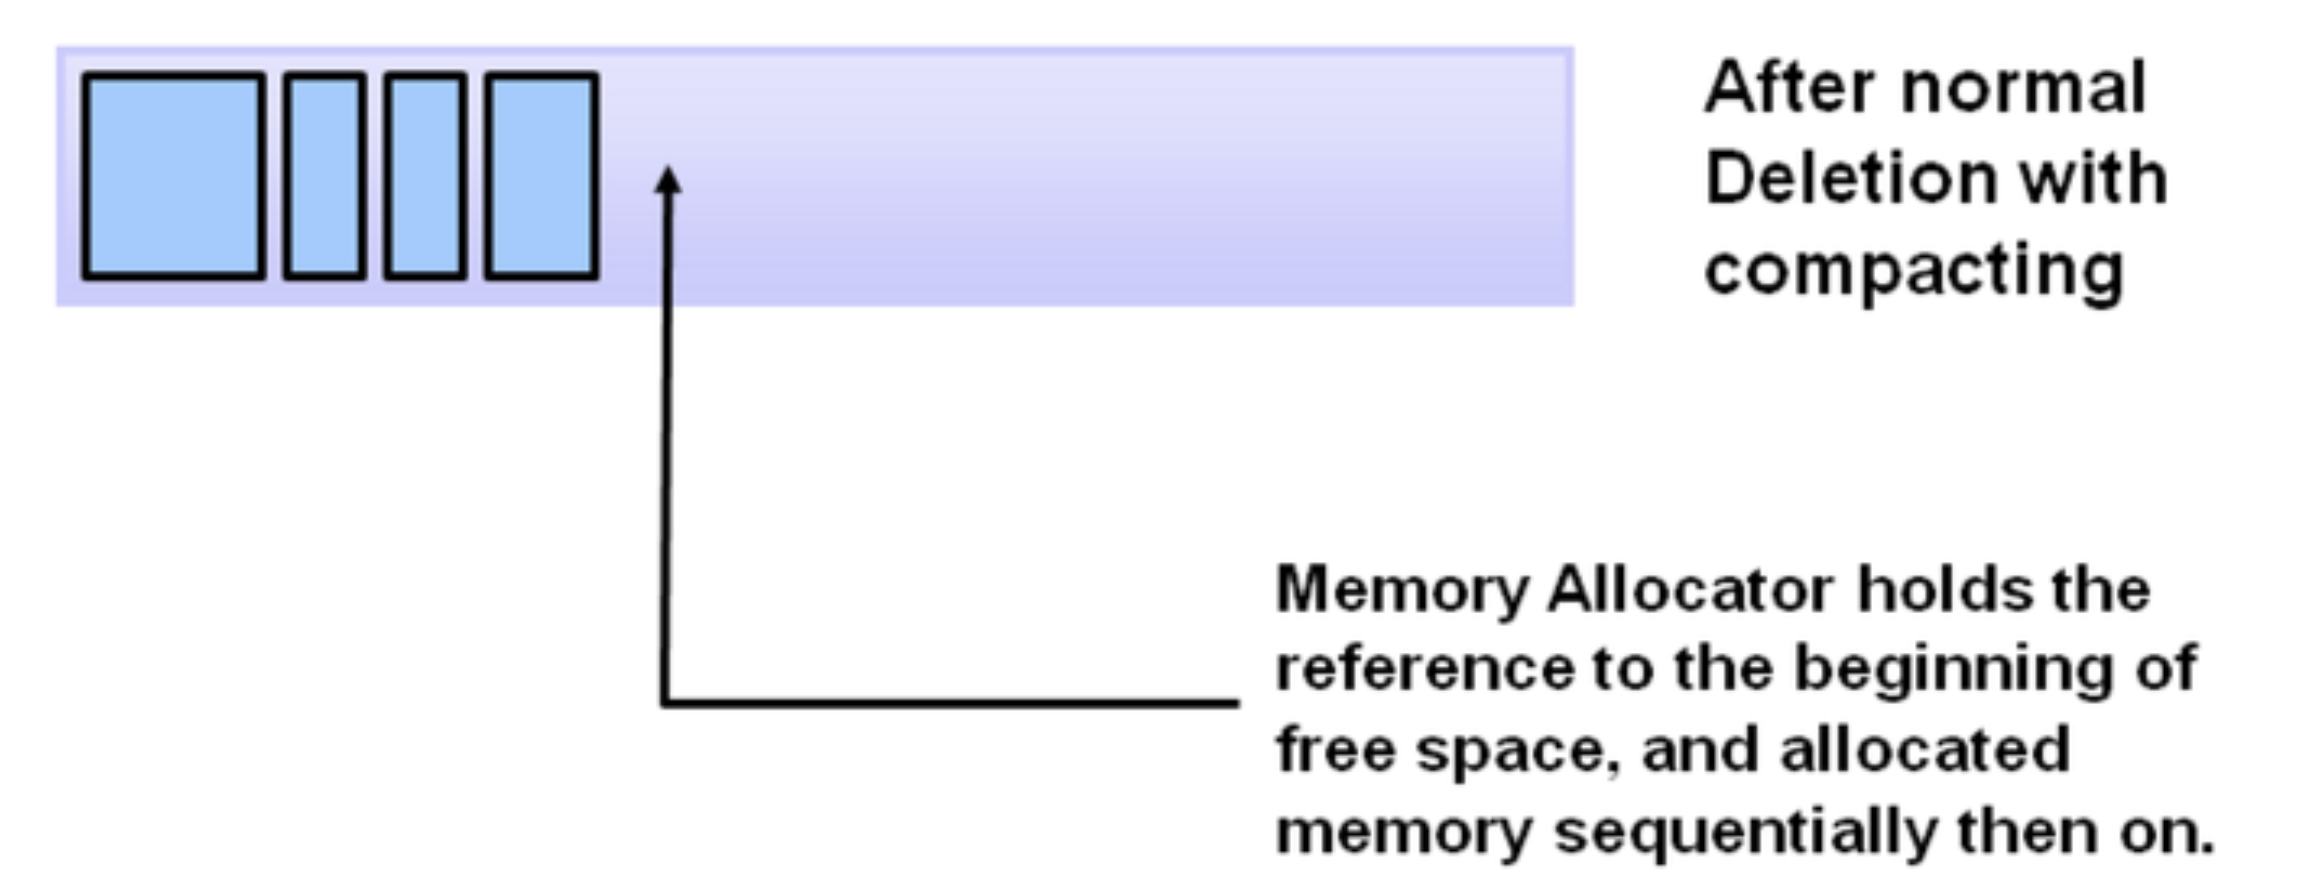 After normal
Deletion with
compacting
Memory Allocator holds the
reference to the beginning of
free space, and allocated
memory sequentially then on.